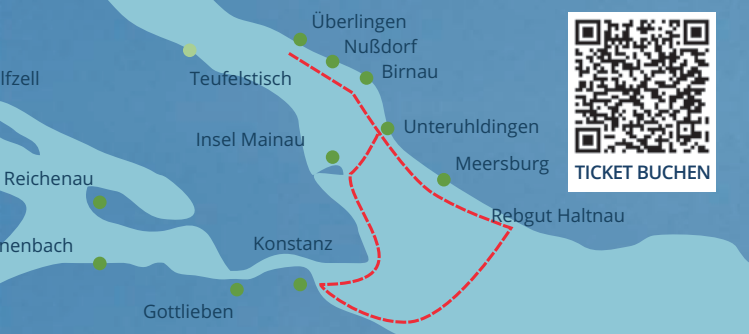 Überlingen
Nußdorf
Birnau
lfzell
Teufelstisch
Unteruhldingen
Insel Mainau
Meersburg
TICKET BUCHEN
Reichenau
Rebgut Haltnau
nenbach
Konstanz
Gottlieben